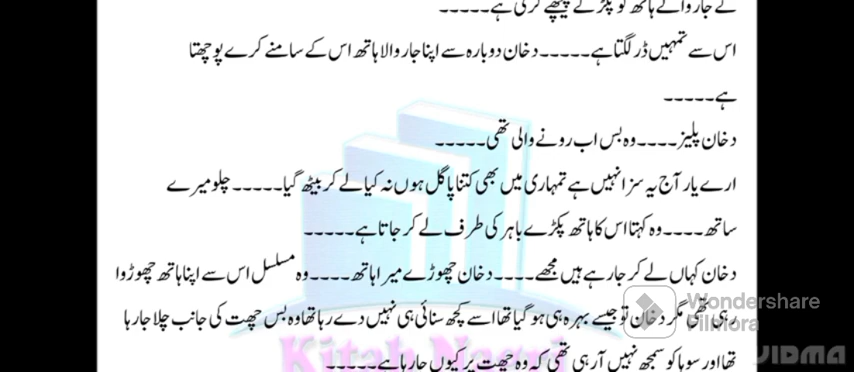 کے جار والے ہاتھ کو پکڑ کے پیچھے کرتی ہے۔۔۔۔۔
اس سے تمہیں ڈر لگتا ہے۔۔۔۔۔ دخان دوبارہ سے اپنا جار والا ہاتھ اس کے سامنے کرے پوچھتا
ہے۔۔۔۔۔
دخان پلیز۔۔۔۔ وہ بس اب رونے والی تھی۔۔۔۔۔
ارے یار آج یہ سزا نہیں ہے تمہاری میں بھی کتنا پاگل ہوں نہ کیا لے کر بیٹھ گیا۔۔۔۔۔ چلو میرے
ساتھ۔۔۔۔ وہ کہتا اس کا ہاتھ پکڑے باہر کی طرف لے کر جاتا ہے۔۔۔۔۔
دخان کہاں لے کر جا رہے ہیں مجھے۔۔۔۔ دخان چھوڑے میرا ہاتھ۔۔۔۔ وہ مسلسل اس سے اپنا ہاتھ چھوڑوا
رہی تھی مگر دخان تو جیسے بہرہ ہی ہو گیا تھا اسے کچھ سنائی ہی نہیں دے رہا تھا وہ بس چھت کی جانب چلا جا رہا
تھا اور سوہا کو سمجھ نہیں آ رہی تھی کہ وہ چھت پر کیوں جا رہا ہے۔۔۔۔۔
Wondershare
Filmora
Kitab Nagri
VIDMA